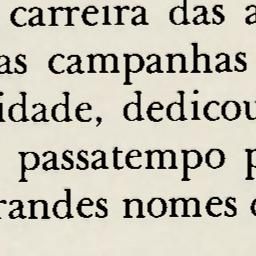 carreira das a
as campanhas
idade, dedicou
passatempo p
randes nomes